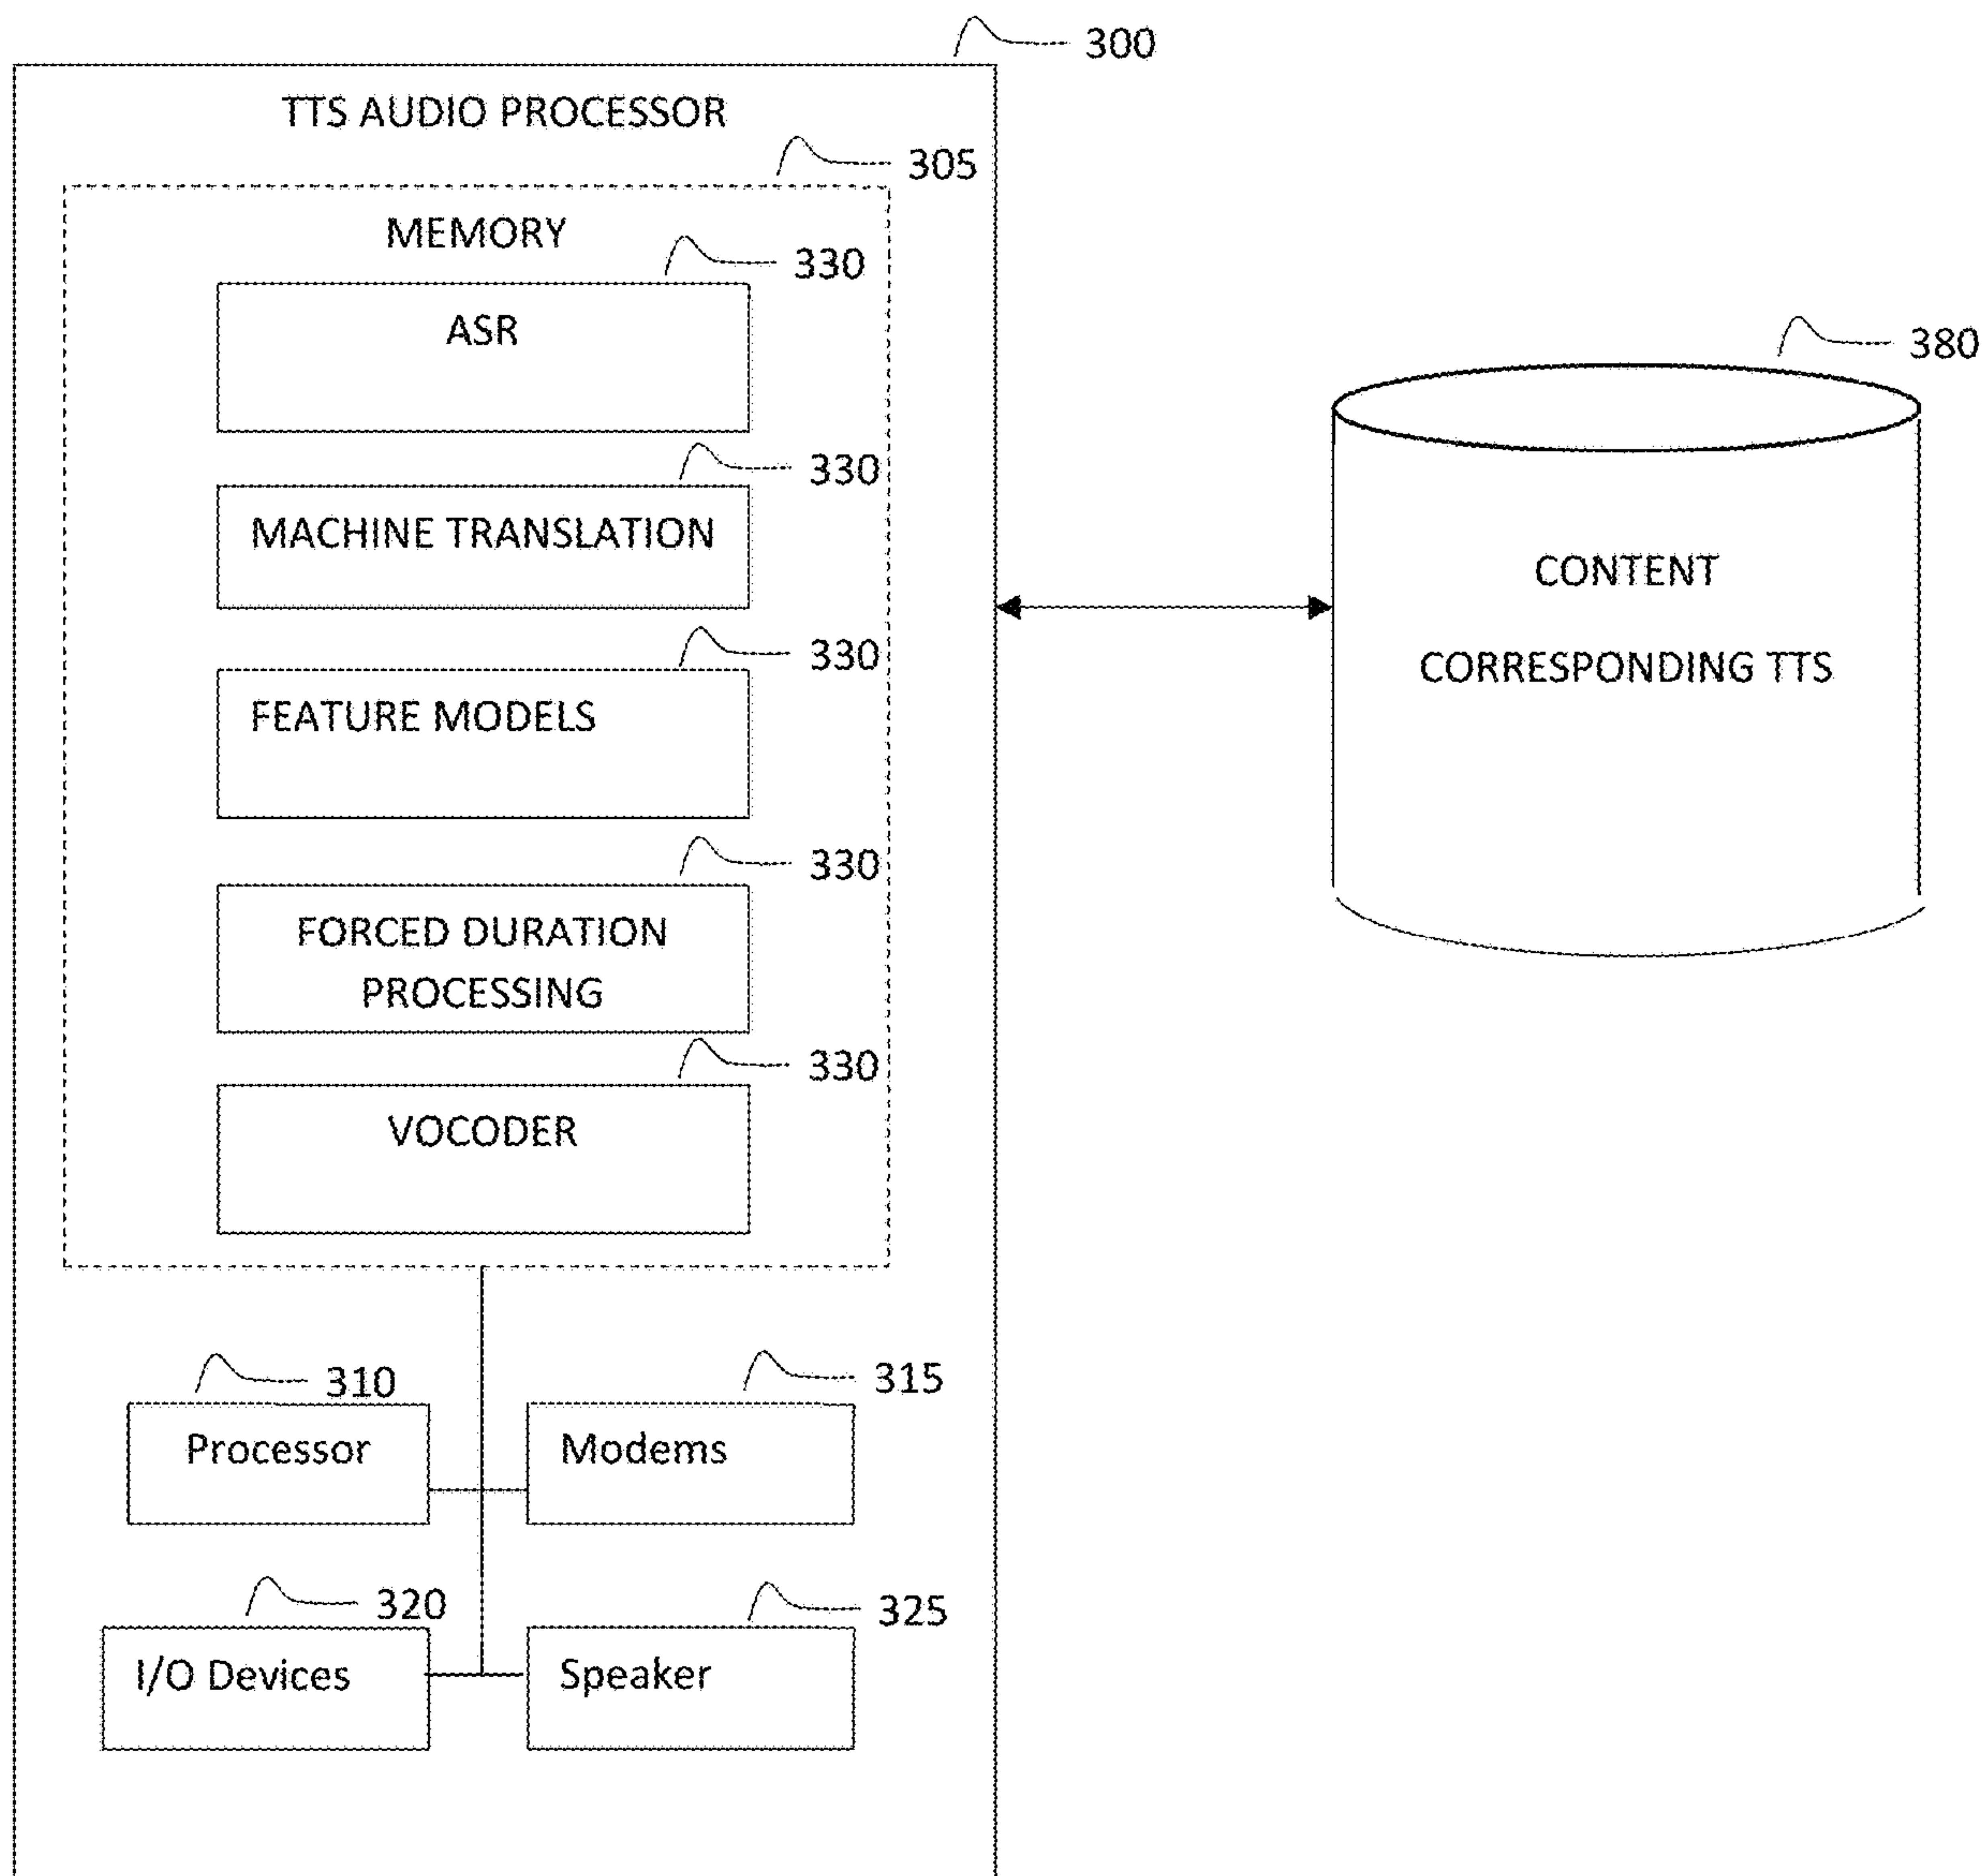 300
TTS AUDIO PROCESSOR
305
MEMORY
330
ASR
330
MACHINE TRANSLATION
330
FEATURE MODELS
330
FORCED DURATION
PROCESSING
330
VOCODER
310
Processor
315
Modems
320
I/O Devices
325
Speaker
380
CONTENT
CORRESPONDING TTS